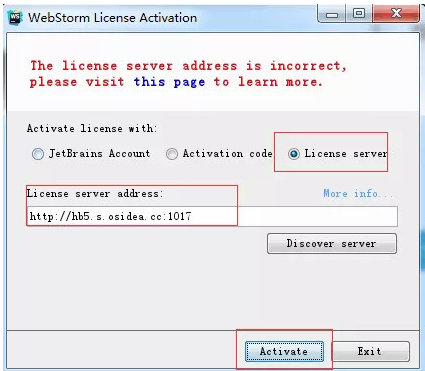 WebStorm License Activation
The license server address is incorrect,
please visit this page to learn more.
Activate license with:
JetBrains Account Activation code License server
License server address: More info...
http://hb5.s.osidea.cc:1017
Discover server
Activate Exit